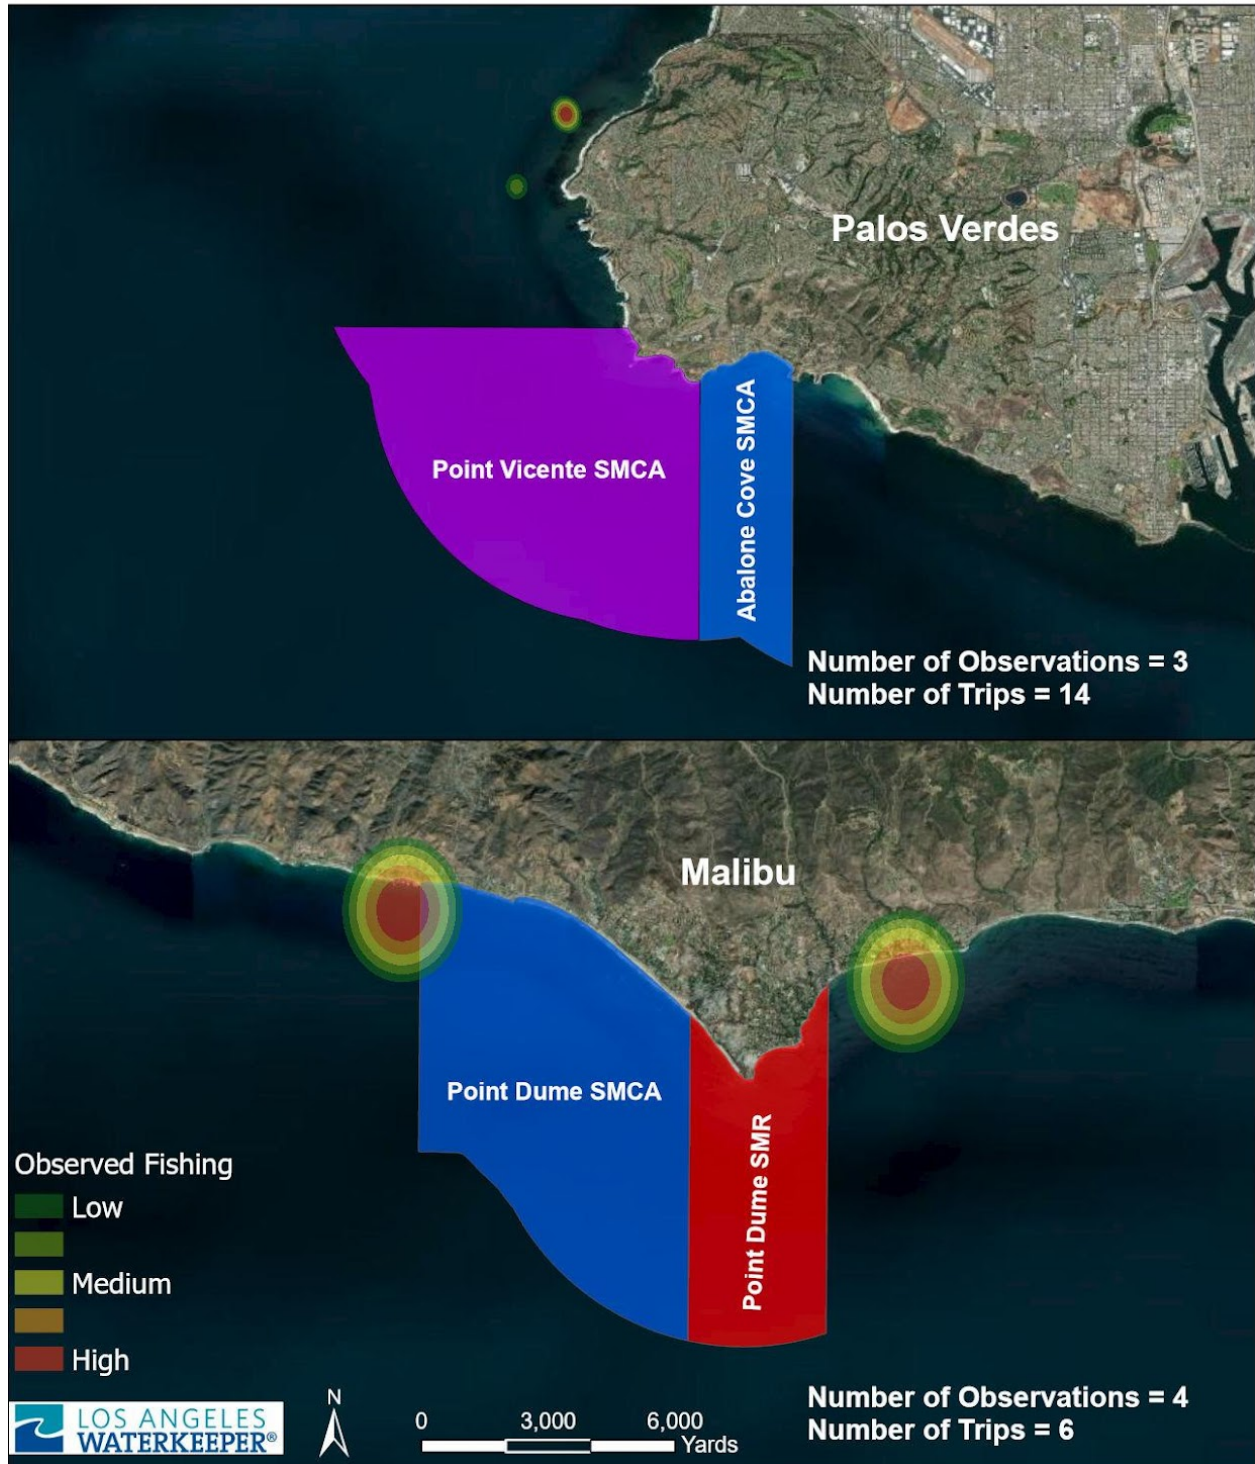 Palos Verdes
Point Vicente SMCA
Abalone Cove SMCA
Number of Observations = 3
Number of Trips = 14
Malibu
Point Dume SMCA
Point Dume SMR
Observed Fishing
Low
Medium
High
LOS ANGELES
WATERKEEPER®
N
0 3,000 6,000
Yards
Number of Observations = 4
Number of Trips = 6